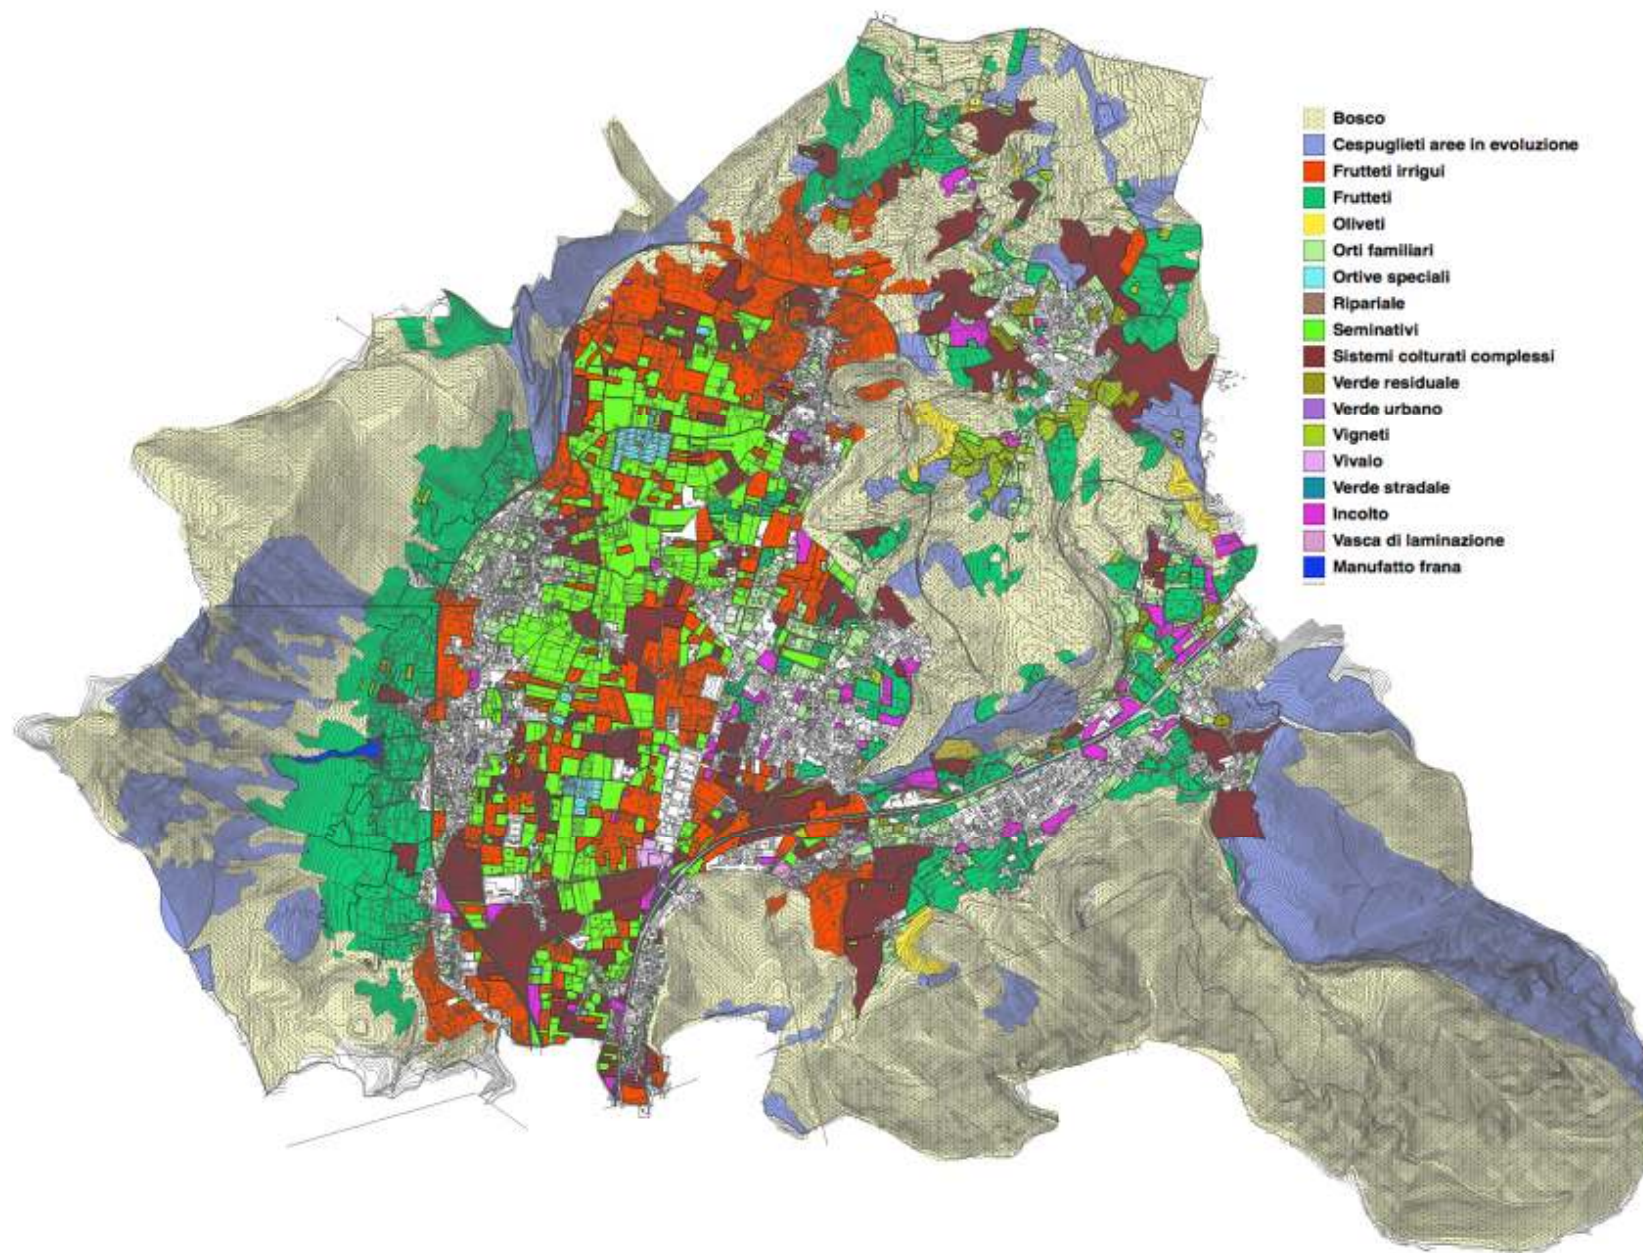 Bosco
Cespuglieti aree in evoluzione
Frutteti irrigui
Frutteti
Oliveti
Orti familiari
Ortive speciali
Ripariale
Seminativi
Sistemi colturati complessi
Verde residuale
Verde urbano
Vigneti
Vivaio
Verde stradale
Incolto
Vasca di laminazione
Manufatto frana